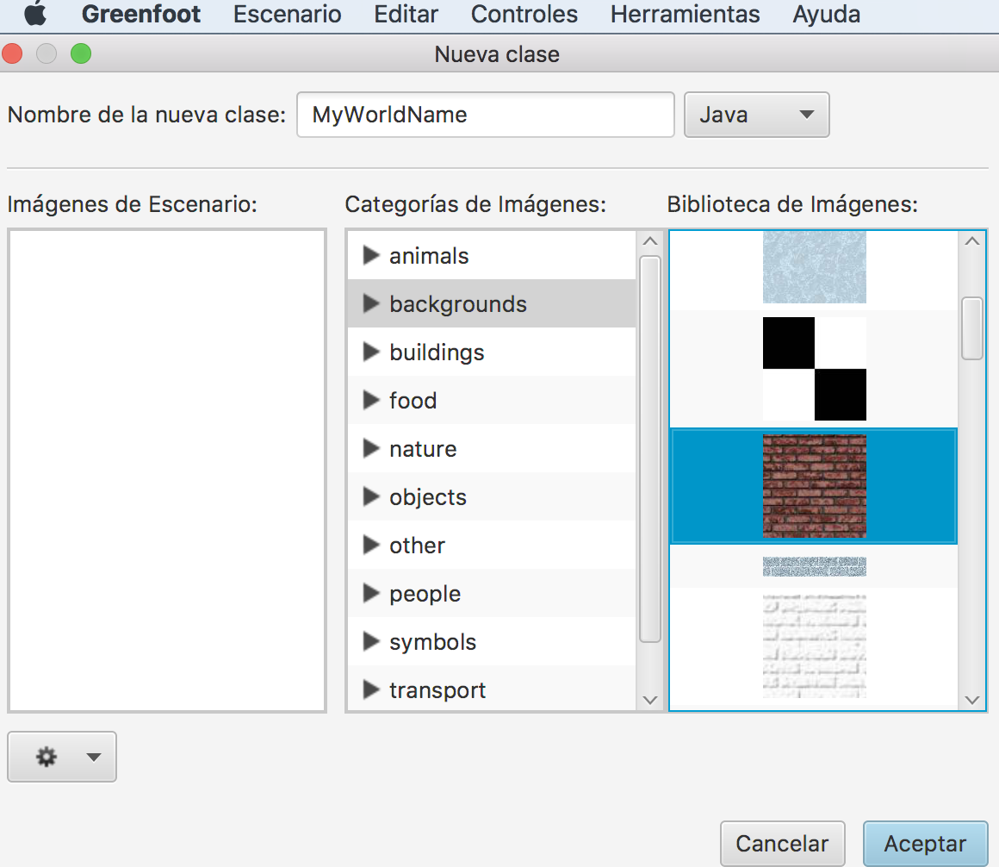 Greenfoot Escenario Editar Controles Herramientas Ayuda
Nueva clase
Nombre de la nueva clase: MyWorldName Java
Imágenes de Escenario: Categorías de Imágenes: Biblioteca de Imágenes:
animals
backgrounds
buildings
food
nature
objects
other
people
symbols
transport
Cancelar Aceptar